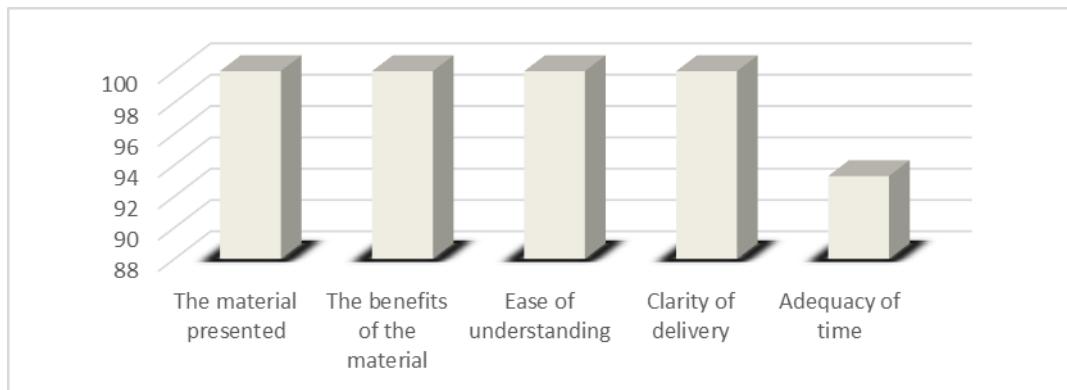 100
98
96
94
92
90
88
The material
presented
The benefits
of the
material
Ease of
understanding
Clarity of
delivery
Adequacy of
time